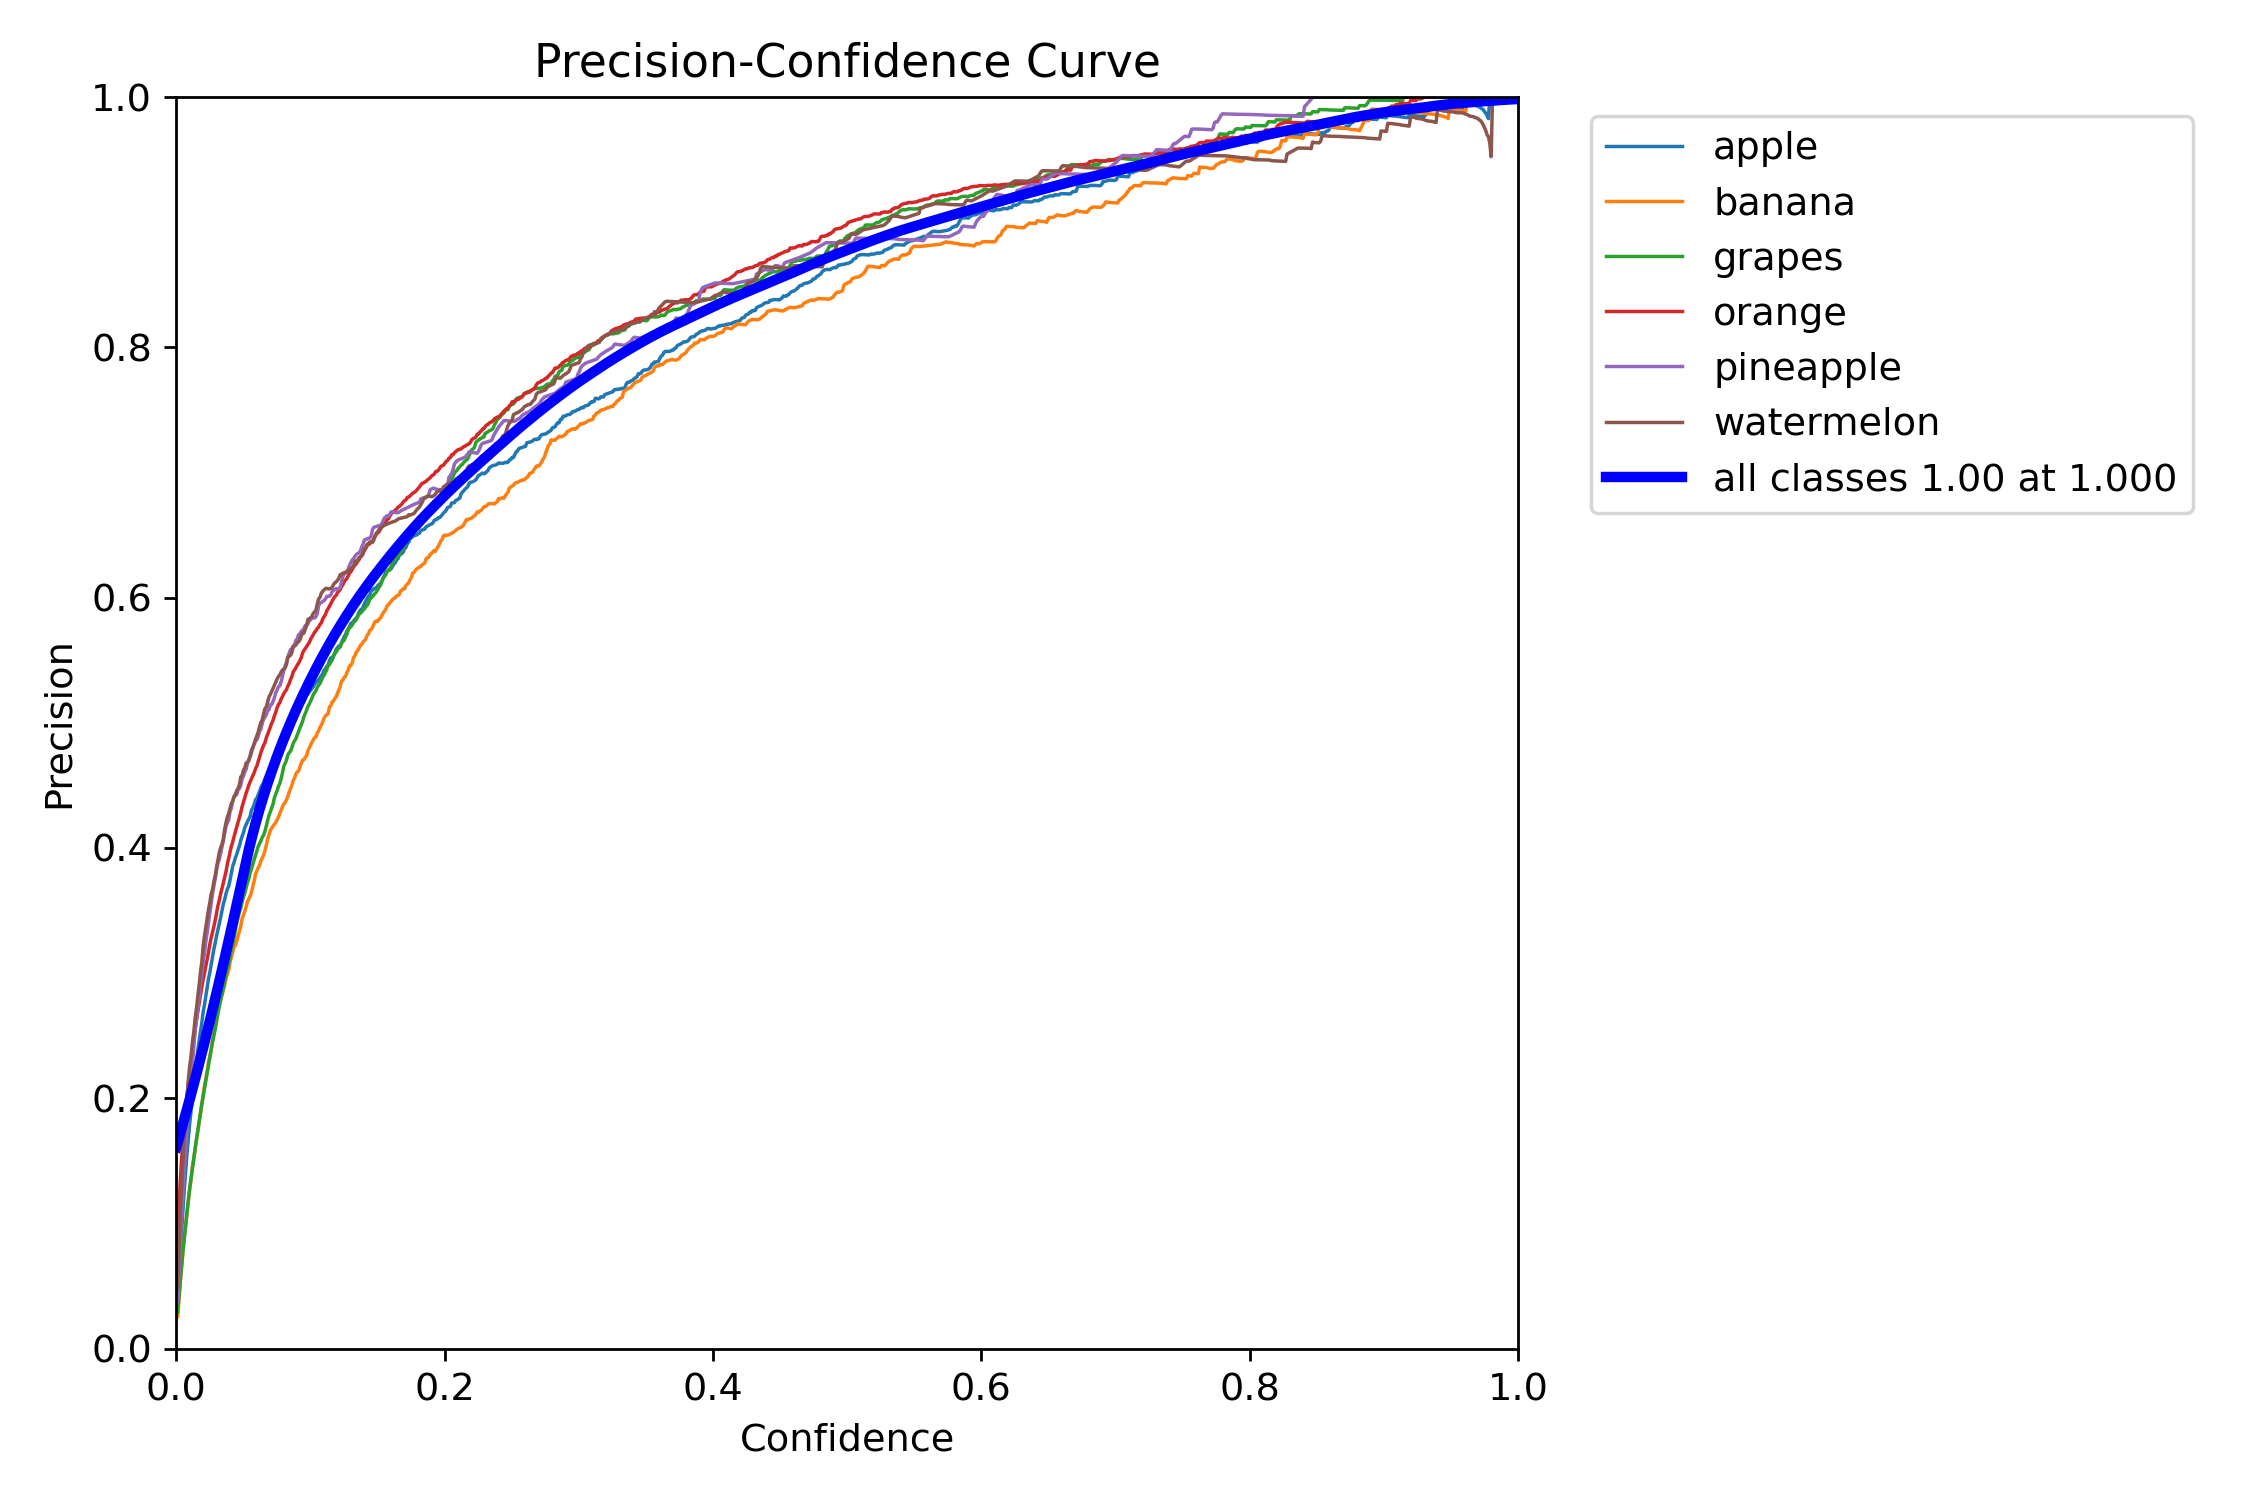 Precision-Confidence Curve
1.0
0.8
0.6
0.4
0.2
0.0
Precision
0.0 0.2 0.4 0.6 0.8 1.0
Confidence
apple
banana
grapes
orange
pineapple
watermelon
all classes 1.00 at 1.000